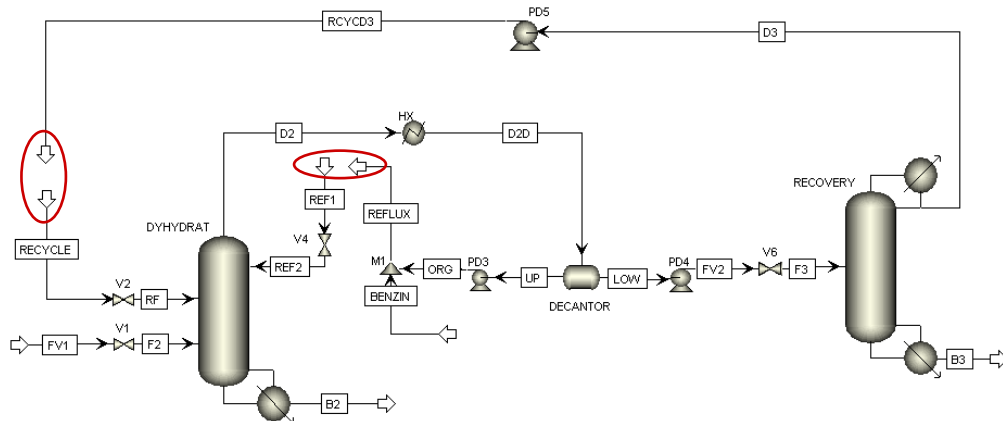 PD5
RCYCD3
D3
HX
D2
D2D
RECOVERY
REF1
REFLUX
DYHYDRAT
RECYCLE
V4
REF2
M1
ORG
PD3
UP
LOW
PD4
FV2
V6
F3
DECANTOR
BENZIN
V2
RF
V1
FV1
F2
B3
B2